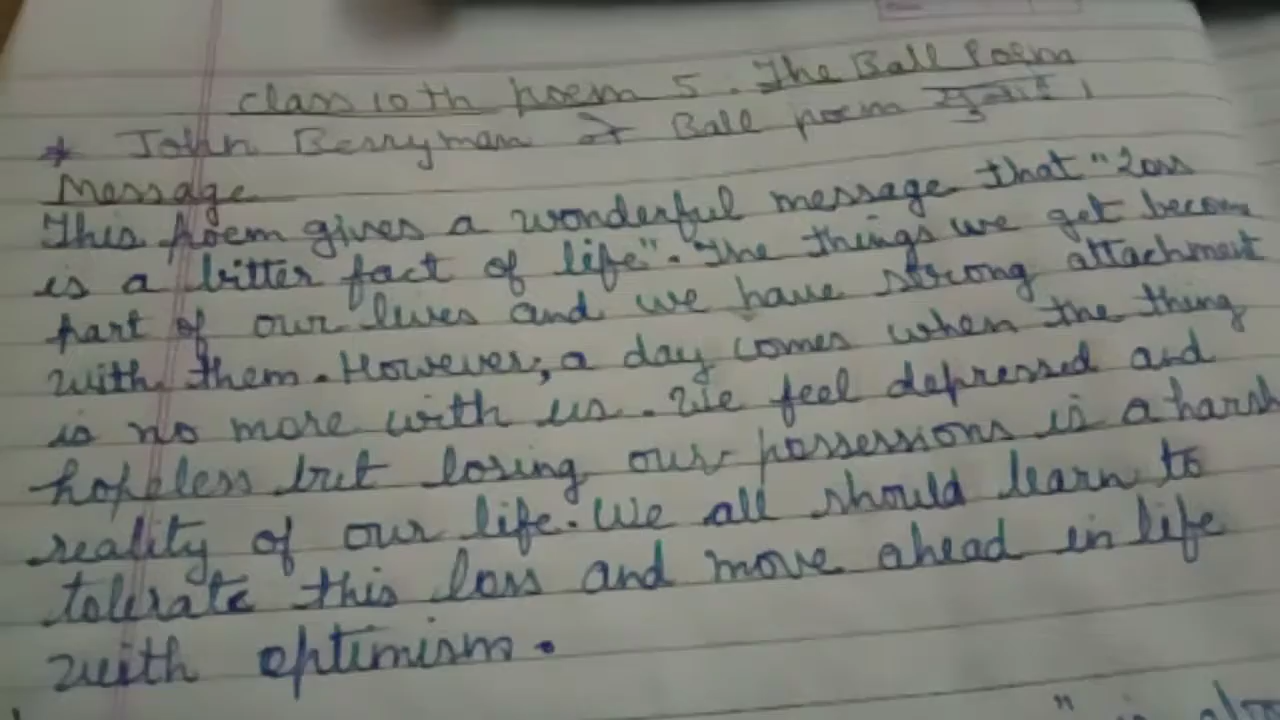 class 10th poem 5. The Ball Poem
* John Berryman ने Ball poem
Message
This poem gives a wonderful message that "Loss
is a bitter fact of life". The things we get become
part of our lives and we have strong attachment
with them. However, a day comes when the thing
is no more with us. We feel depressed and
hopeless but losing our possessions is a harsh
reality of our life. We all should learn to
tolerate this loss and move ahead in life
with optimism.